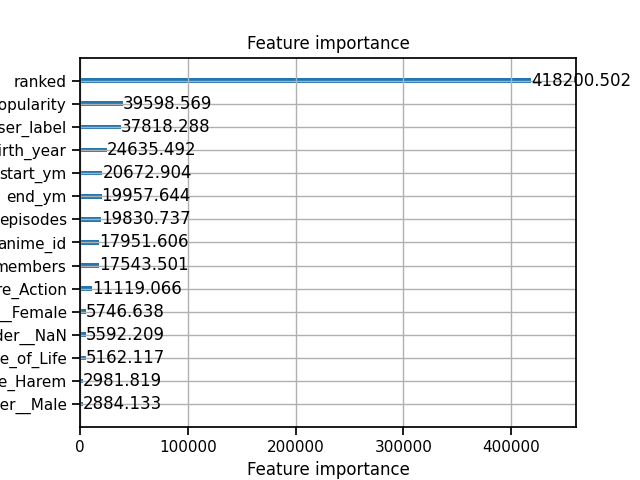 Feature importance
ranked 418200.502
opularity 39598.569
ser_label 37818.288
irth_year 24635.492
start_ym 20672.904
end_ym 19957.644
episodes 19830.737
anime_id 17951.606
members 17543.501
re_Action 11119.066
__Female 5746.638
der__NaN 5592.209
e_of_Life 5162.117
e_Harem 2981.819
er__Male 2884.133
0 100000 200000 300000 400000
Feature importance